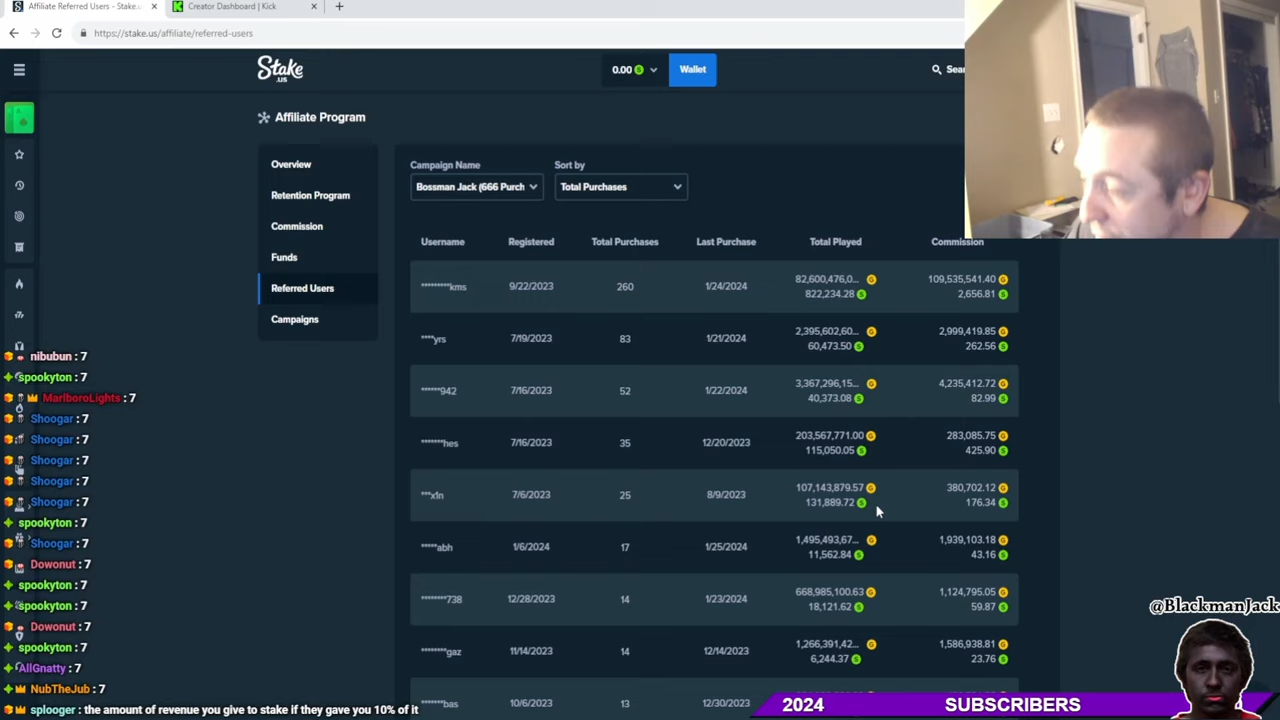 Affiliate Referred Users - Stake.us
Creator Dashboard | Kick
https://stake.us/affiliate/referred-users
Stake
.US
0.00
Wallet
Affiliate Program
Overview
Retention Program
Commission
Funds
Referred Users
Campaigns
Campaign Name
Sort by
Bossman Jack (666 Purch
Total Purchases
Username Registered Total Purchases Last Purchase Total Played Commission
*********kms 9/22/2023 260 1/24/2024 82,600,476,0... 109,535,541.40
822,234.28 2,656.81
****yrs 7/19/2023 83 1/21/2024 2,395,602,60... 2,999,419.85
60,473.50 262.56
******942 7/16/2023 52 1/22/2024 3,367,296,15... 4,235,412.72
40,373.08 82.99
*******hes 7/16/2023 35 12/20/2023 203,567,771.00 283,085.75
115,050.05 425.90
***x1n 7/6/2023 25 8/9/2023 107,143,879.57 380,702.12
131,889.72 176.34
*****abh 1/6/2024 17 1/25/2024 1,495,493,67... 1,939,103.18
11,562.84 43.16
********738 12/28/2023 14 1/23/2024 668,985,100.63 1,124,795.05
18,121.62 59.87
********gaz 11/14/2023 14 12/14/2023 1,266,391,42... 1,586,938.81
6,244.37 23.76
********bas 10/6/2023 13 12/30/2023
nibubun : 7
spookyton : 7
MarlboroLights : 7
Shoogar : 7
Shoogar : 7
Shoogar : 7
Shoogar : 7
Shoogar : 7
spookyton : 7
Shoogar : 7
Dowonut : 7
spookyton : 7
spookyton : 7
Dowonut : 7
spookyton : 7
AllGnatty : 7
NubTheJub : 7
splooger : the amount of revenue you give to stake if they gave you 10% of it
@BlackmanJack
2024 SUBSCRIBERS